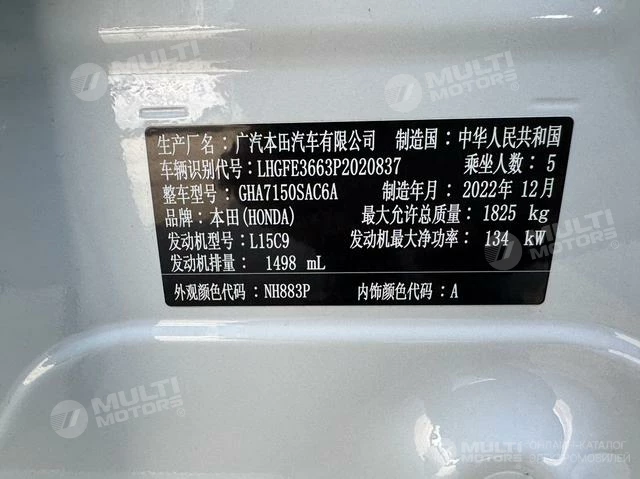 MULTI
MOTORS®
MULTI
MOTORS®
生产厂名：广汽本田汽车有限公司 制造国：中华人民共和国
车辆识别代号：LHGFE3663P2020837 乘坐人数：5
整车型号：GHA7150SAC6A 制造年月：2022年12月
品牌：本田(HONDA) 最大允许总质量：1825 kg
发动机型号：L15C9 发动机最大净功率：134 kW
发动机排量：1498 mL
外观颜色代码：NH883P 内饰颜色代码：A
MULTI
MOTORS®
MULTI
MOTORS®
MULTI
MOTORS
ОНЛАЙН-КАТАЛОГ